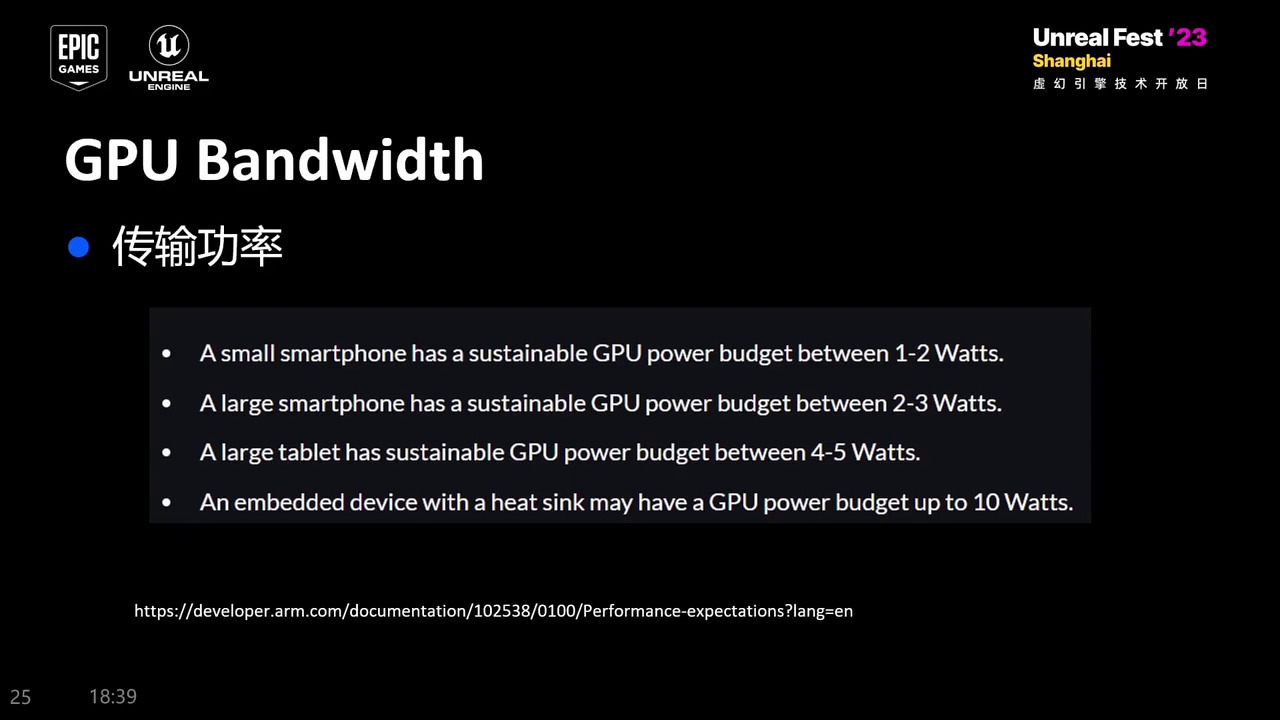 EPIC
GAMES
UNREAL
ENGINE
Unreal Fest '23
Shanghai
虚幻引擎技术开放日
GPU Bandwidth
传输功率
• A small smartphone has a sustainable GPU power budget between 1-2 Watts.
• A large smartphone has a sustainable GPU power budget between 2-3 Watts.
• A large tablet has sustainable GPU power budget between 4-5 Watts.
• An embedded device with a heat sink may have a GPU power budget up to 10 Watts.
https://developer.arm.com/documentation/102538/0100/Performance-expectations?lang=en
25 18:39